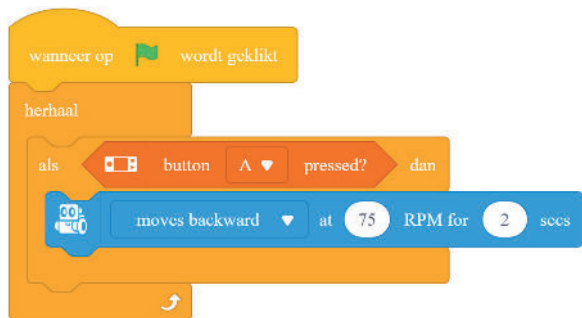 wanneer op wordt geklikt
herhaal
als button A pressed? dan
moves backward at 75 RPM for 2 secs